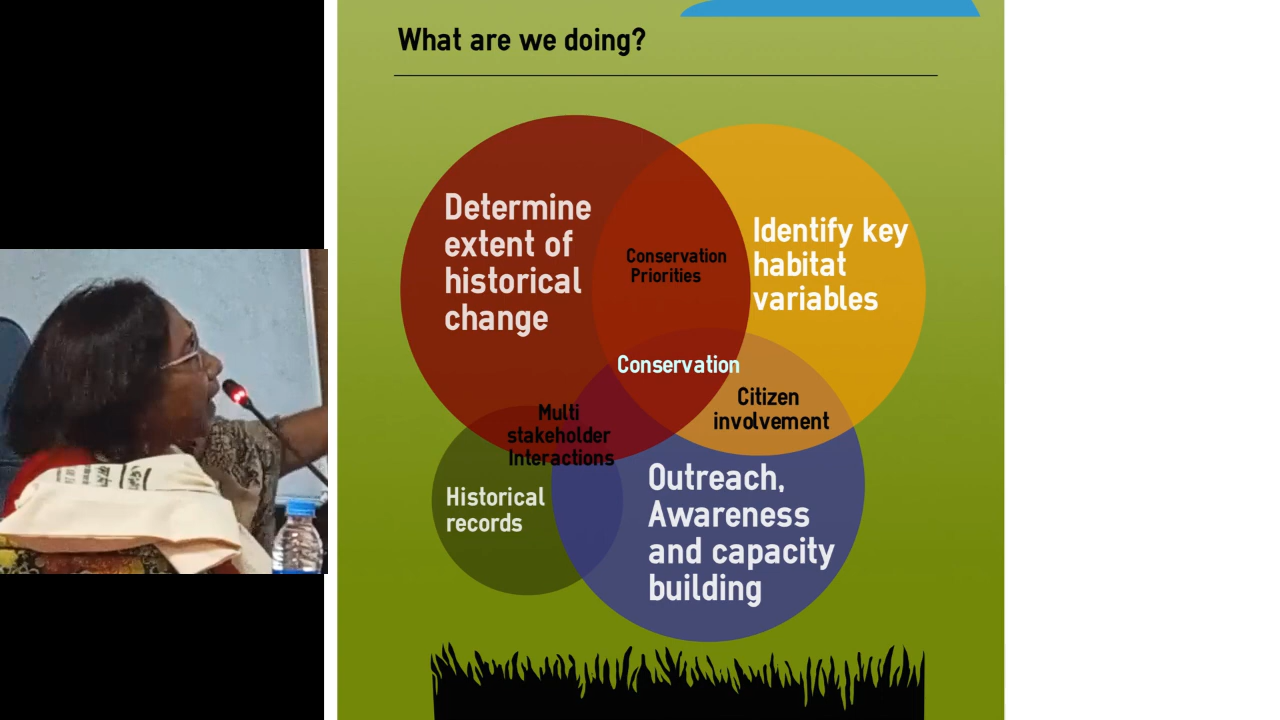 What are we doing?
Determine
extent of
historical
change
Conservation
Priorities
Identify key
habitat
variables
Conservation
Citizen
involvement
Multi
stakeholder
Interactions
Historical
records
Outreach,
Awareness
and capacity
building